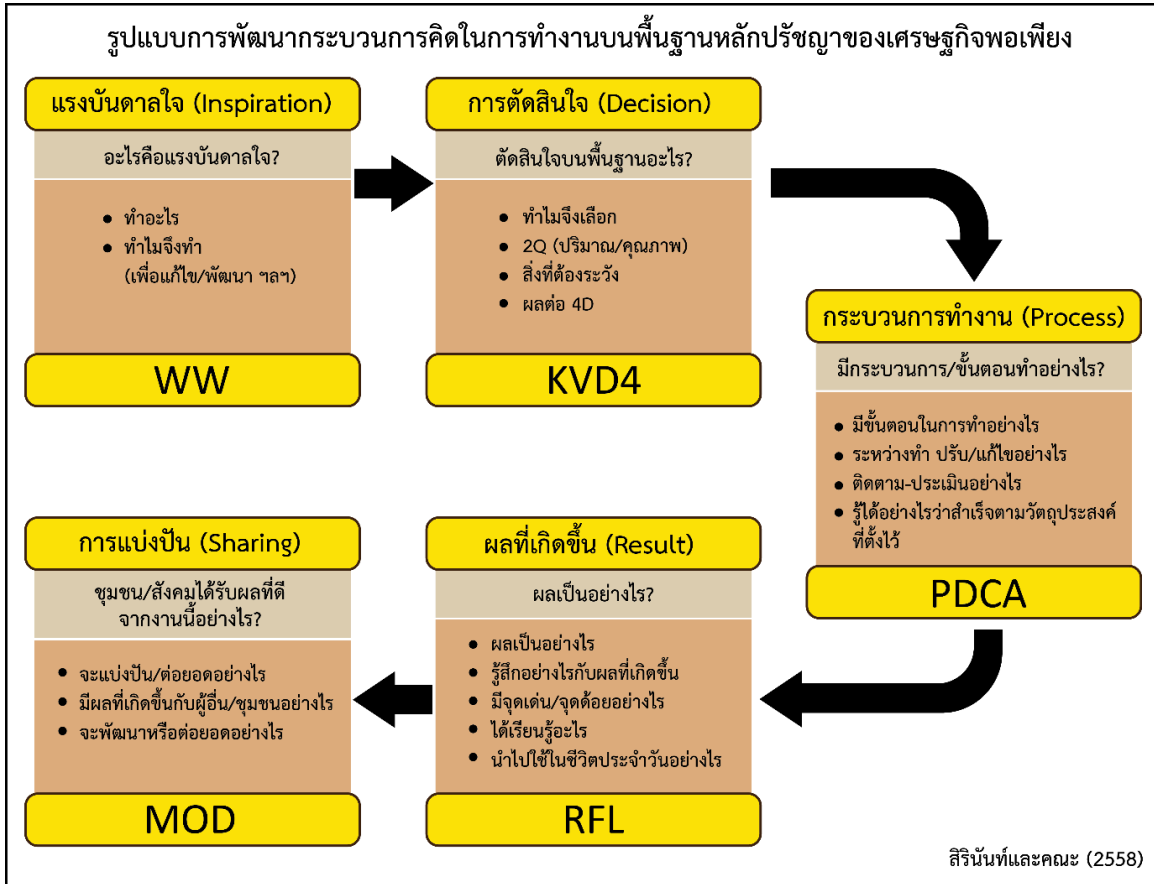 รูปแบบการพัฒนากระบวนการคิดในการทำงานบนพื้นฐานหลักปรัชญาของเศรษฐกิจพอเพียง
แรงบันดาลใจ (Inspiration)
อะไรคือแรงบันดาลใจ?
• ทำอะไร
• ทำไมจึงทำ
(เพื่อแก้ไข/พัฒนา ฯลฯ)
WW
การตัดสินใจ (Decision)
ตัดสินใจบนพื้นฐานอะไร?
• ทำไมจึงเลือก
• 2Q (ปริมาณ/คุณภาพ)
• สิ่งที่ต้องระวัง
• ผลต่อ 4D
KVD4
กระบวนการทำงาน (Process)
มีกระบวนการ/ขั้นตอนทำอย่างไร?
• มีขั้นตอนในการทำอย่างไร
• ระหว่างทำ ปรับ/แก้ไขอย่างไร
• ติดตาม-ประเมินอย่างไร
• รู้ได้อย่างไรว่าสำเร็จตามวัตถุประสงค์
ที่ตั้งไว้
PDCA
ผลที่เกิดขึ้น (Result)
ผลเป็นอย่างไร?
• ผลเป็นอย่างไร
• รู้สึกอย่างไรกับผลที่เกิดขึ้น
• มีจุดเด่น/จุดด้อยอย่างไร
• ได้เรียนรู้อะไร
• นำไปใช้ในชีวิตประจำวันอย่างไร
RFL
การแบ่งปัน (Sharing)
ชุมชน/สังคมได้รับผลที่ดี
จากงานนี้อย่างไร?
• จะแบ่งปัน/ต่อยอดอย่างไร
• มีผลที่เกิดขึ้นกับผู้อื่น/ชุมชนอย่างไร
• จะพัฒนาหรือต่อยอดอย่างไร
MOD
สิรินันท์และคณะ (2558)